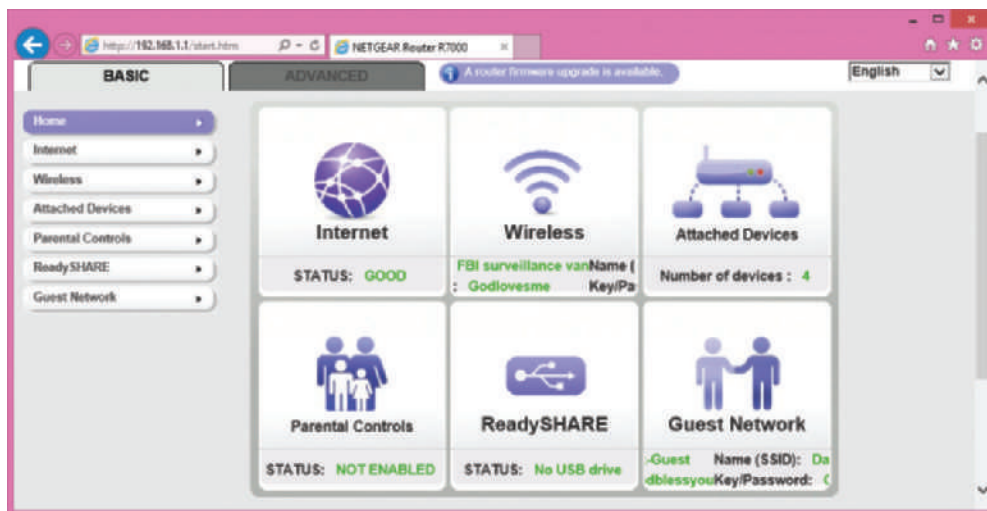 http://192.168.1.1/start.htm
NETGEAR Router R7000
BASIC
ADVANCED
A router firmware upgrade is available.
English
Home
Internet
Wireless
Attached Devices
Parental Controls
ReadySHARE
Guest Network
Internet
STATUS: GOOD
Wireless
FBI surveillance vanName (
: Godlovesme Key/Pa
Attached Devices
Number of devices : 4
Parental Controls
STATUS: NOT ENABLED
ReadySHARE
STATUS: No USB drive
Guest Network
-Guest Name (SSID): Da
dblessyouKey/Password: